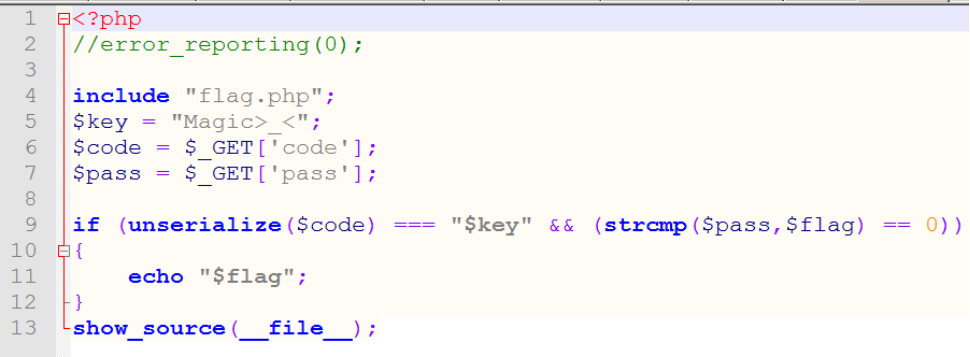 1 <?php
2 //error_reporting(0);
3
4 include "flag.php";
5 $key = "Magic>_<";
6 $code = $_GET['code'];
7 $pass = $_GET['pass'];
8
9 if (unserialize($code) === "$key" && (strcmp($pass,$flag) == 0))
10 {
11 echo "$flag";
12 }
13 show_source(__file__);